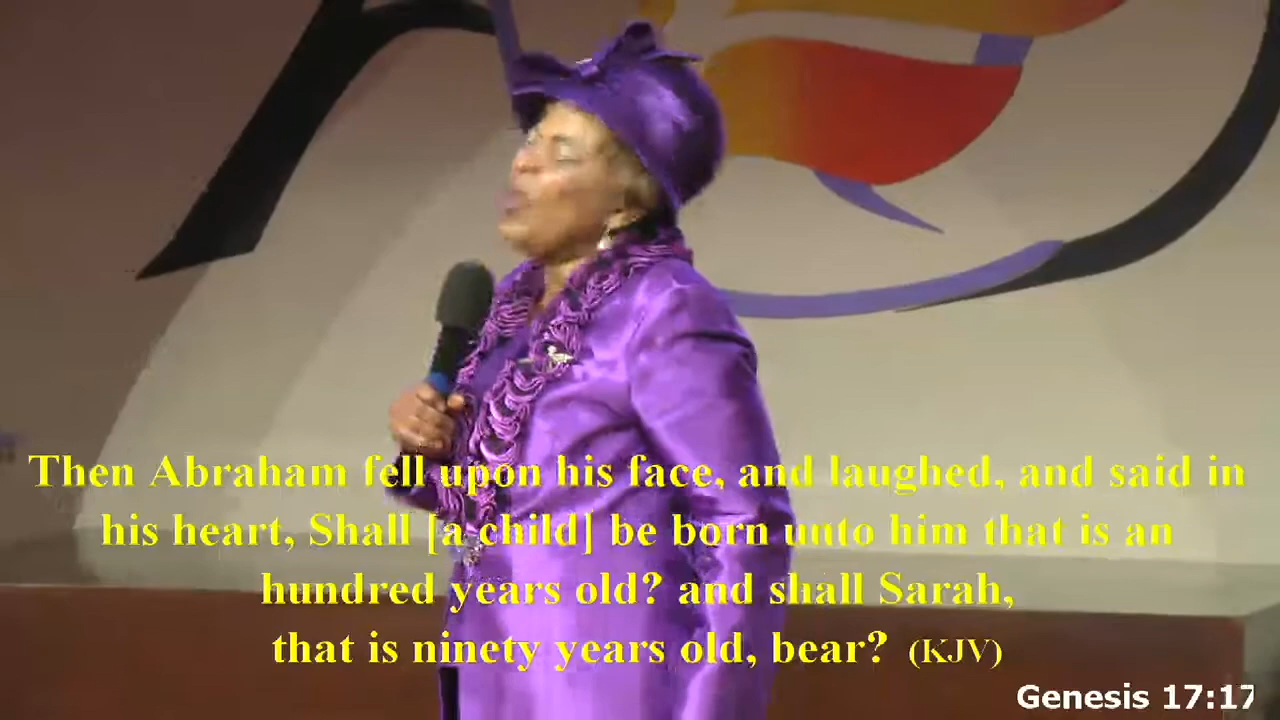 Then Abraham fell upon his face, and laughed, and said in
his heart, Shall [a child] be born unto him that is an
hundred years old? and shall Sarah,
that is ninety years old, bear? (KJV)
Genesis 17:17